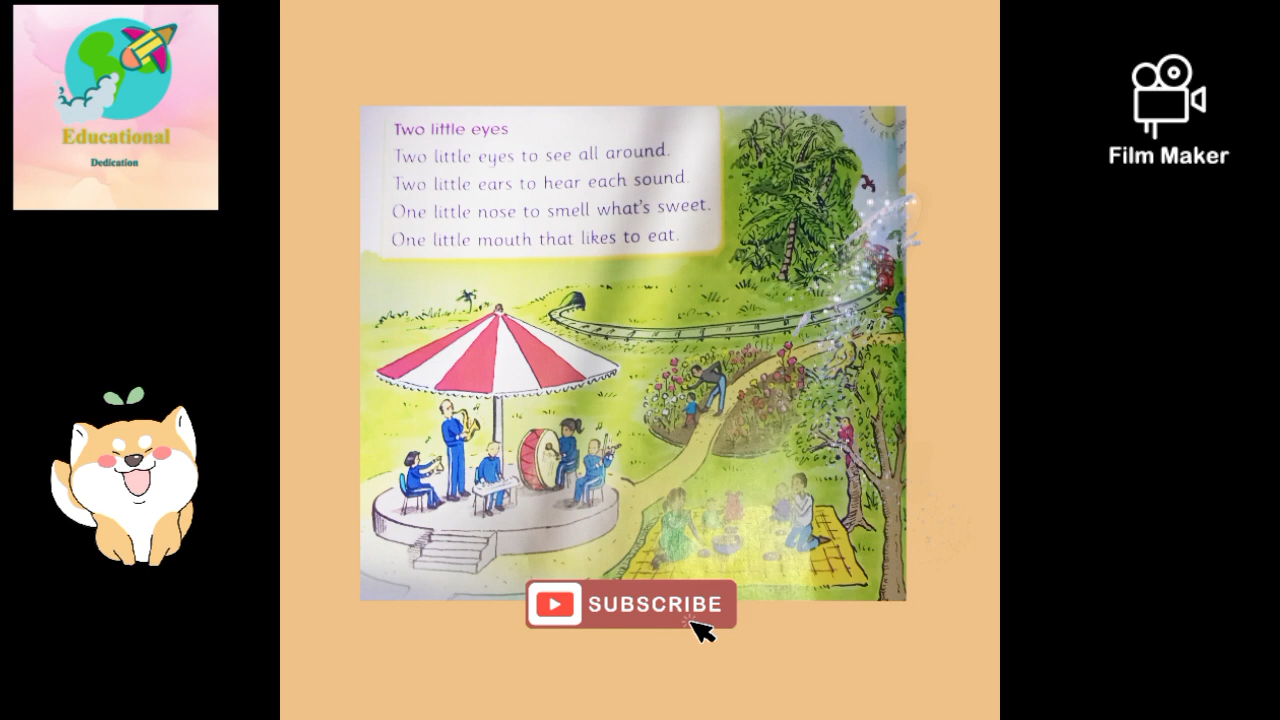 Educational
Dedication
Film Maker
Two little eyes
Two little eyes to see all around.
Two little ears to hear each sound.
One little nose to smell what's sweet.
One little mouth that likes to eat.
SUBSCRIBE